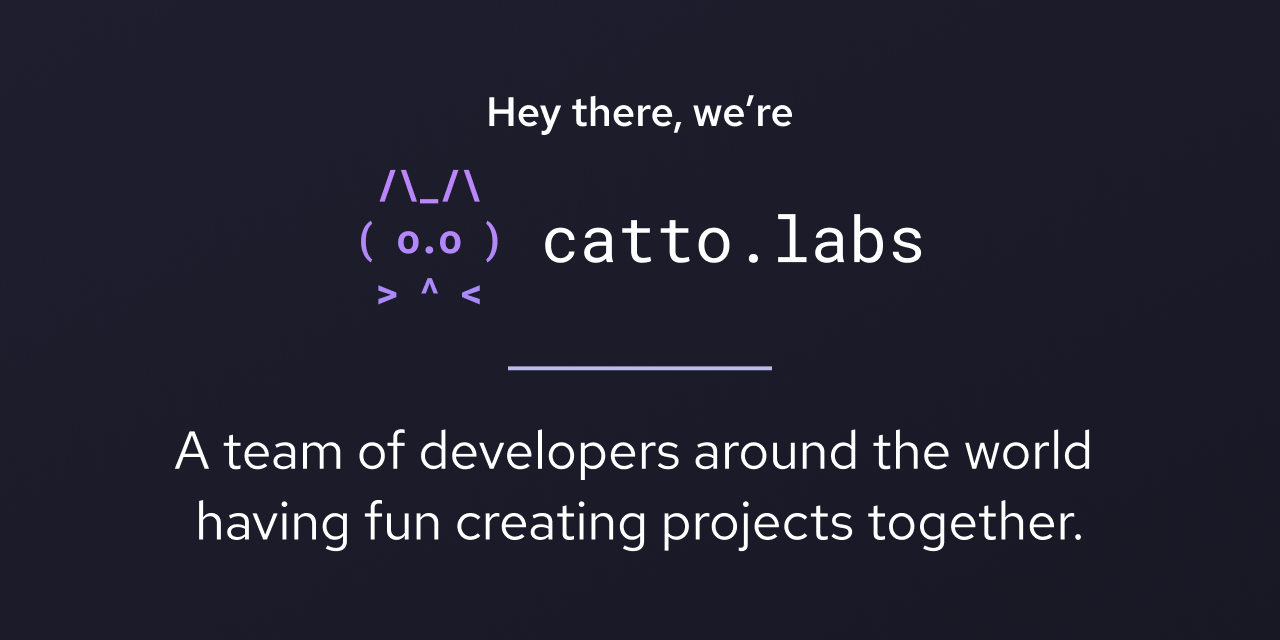 Hey there, we’re
/\_/\
( o.o )
> ^ <
catto.labs
A team of developers around the world
having fun creating projects together.